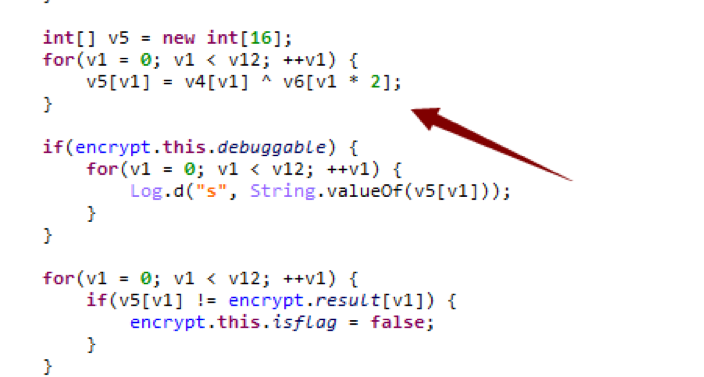 int[] v5 = new int[16];
for(v1 = 0; v1 < v12; ++v1) {
v5[v1] = v4[v1] ^ v6[v1 * 2];
}
if(encrypt.this.debuggable) {
for(v1 = 0; v1 < v12; ++v1) {
Log.d("s", String.valueOf(v5[v1]));
}
}
for(v1 = 0; v1 < v12; ++v1) {
if(v5[v1] != encrypt.result[v1]) {
encrypt.this.isflag = false;
}
}